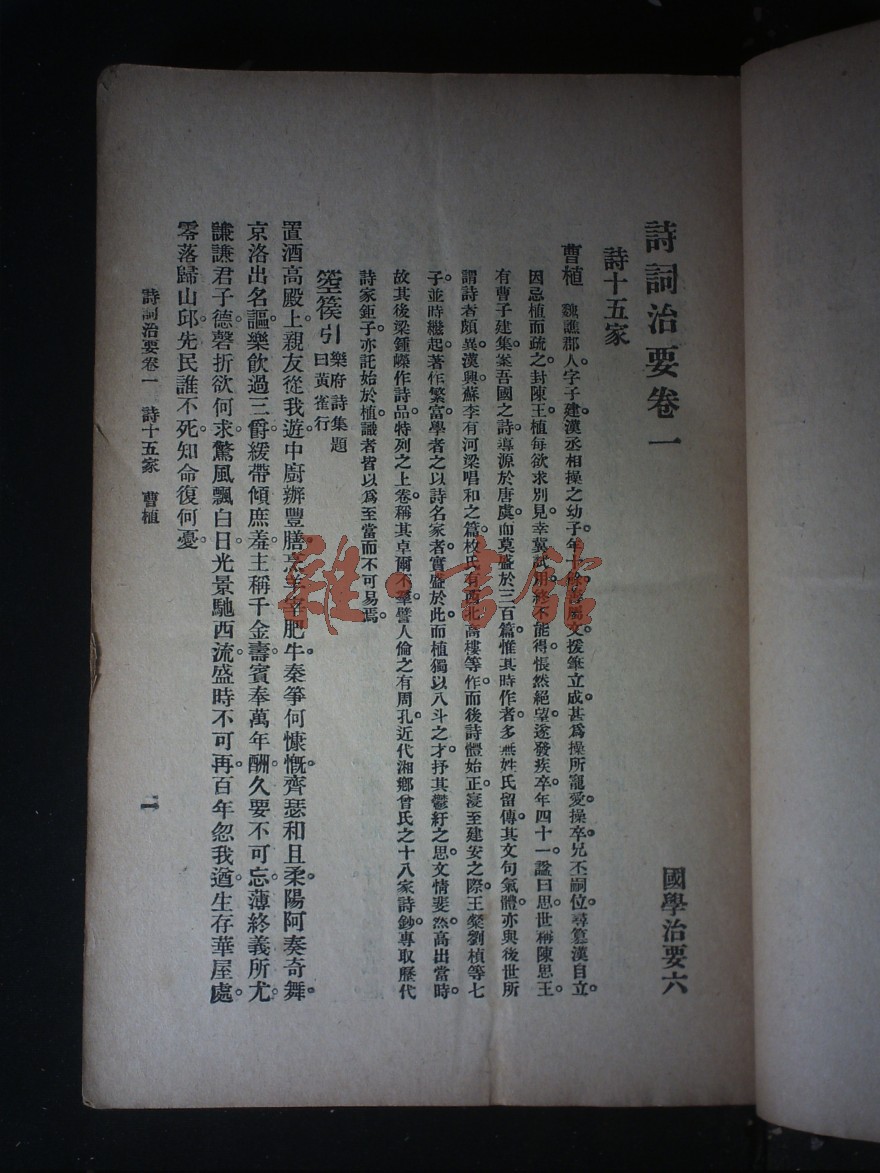 詩詞治要卷一
國學治要六
詩十五家
曹植 魏譙郡人。字子建。漢丞相操之幼子。年十餘。善屬文。援筆立成。甚爲操所寵愛。操卒。兄丕嗣位。尋篡漢自立。
因忌植而疏之。封陳王。植每欲求別見。幸冀試用。終不能得。悵然絕望。遂發疾卒。年四十一。諡曰思。世稱陳思王。
有曹子建集。案吾國之詩。導源於唐虞。而莫盛於三百篇。惟其時作者。多無姓氏留傳。其文句氣體。亦與後世所
謂詩者頗異。漢興。蘇李有河梁唱和之篇。枚氏有西北高樓等作。而後詩體始正。寖至建安之際。王粲劉楨等七
子。並時繼起。著作繁富。學者之以詩名家者。實盛於此。而植獨以八斗之才。抒其鬱紆之思。文情斐然。高出當時。
故其後梁鍾嶸作詩品。特列之上卷。稱其卓爾不羣。譬人倫之有周孔。近代湘鄉曾氏之十八家詩鈔。專取歷代
詩家鉅子。亦託始於植。識者皆以爲至當而不可易焉。
箜篌引 樂府詩集題
曰黃雀行
置酒高殿上。親友從我遊。中廚辦豐膳。烹羊宰肥牛。秦箏何慷慨。齊瑟和且柔。陽阿奏奇舞。
京洛出名謳。樂飲過三爵。緩帶傾庶羞。主稱千金壽。賓奉萬年酬。久要不可忘。薄終義所尤。
謙謙君子德。磬折欲何求。驚風飄白日。光景馳西流。盛時不可再。百年忽我遒。生存華屋處。
零落歸山邱。先民誰不死。知命復何憂。
詩詞治要卷一 詩十五家 曹植
雜·書館